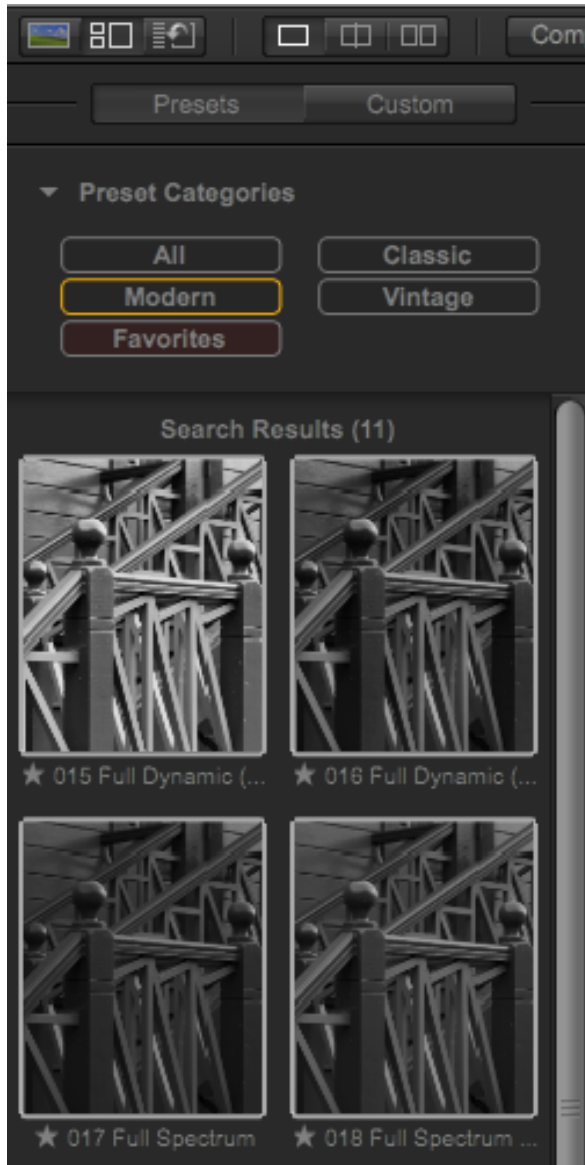 Com
Presets Custom
Preset Categories
All Classic
Modern Vintage
Favorites
Search Results (11)
★ 015 Full Dynamic (... ★ 016 Full Dynamic (...
★ 017 Full Spectrum ★ 018 Full Spectrum ...